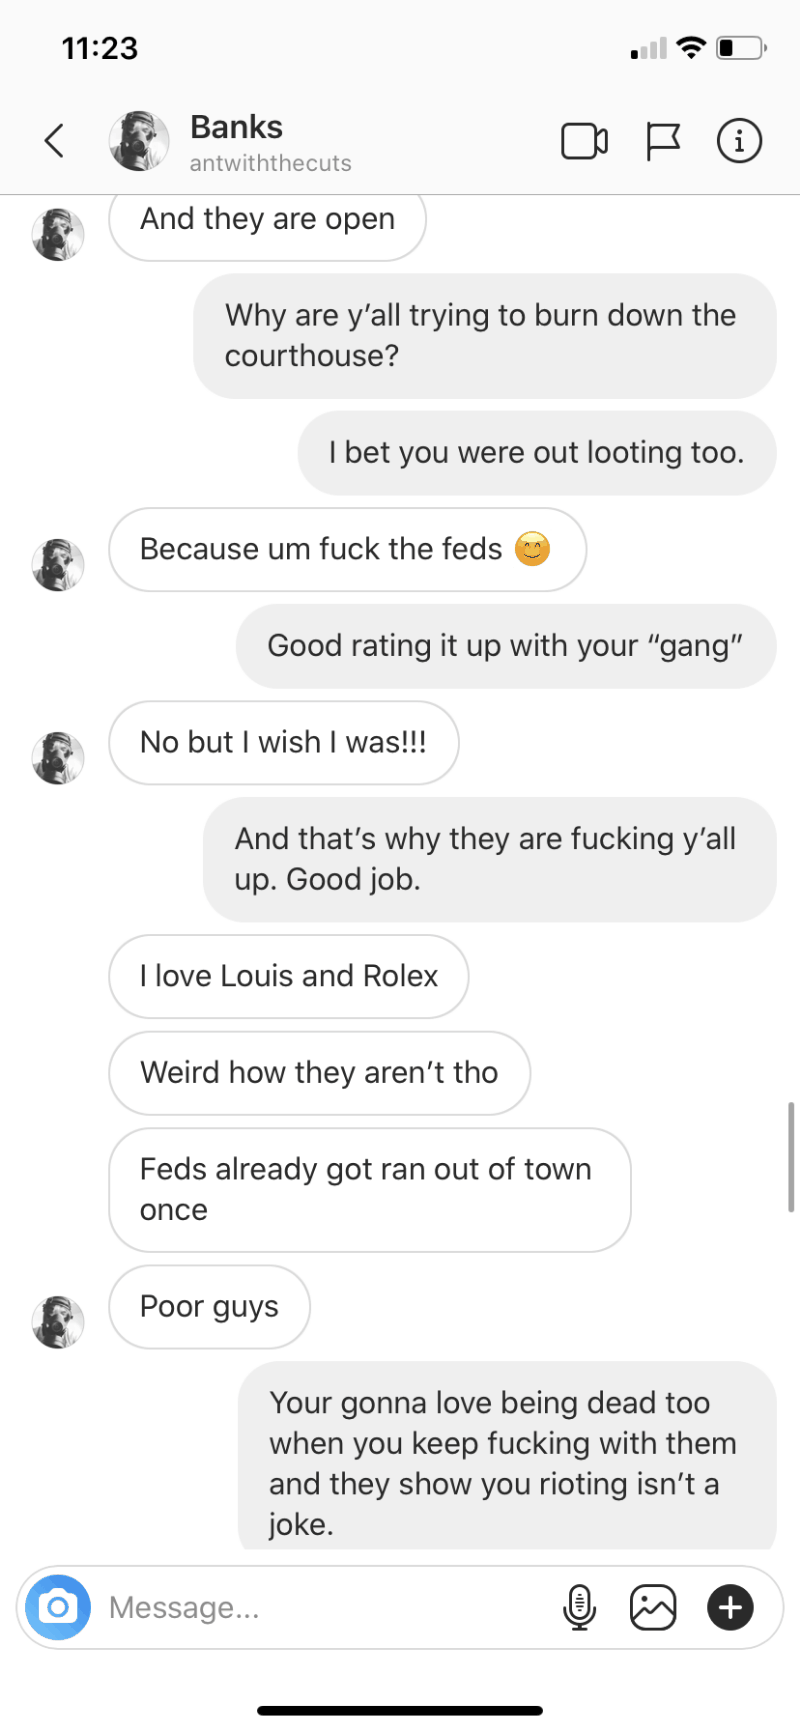 11:23
Banks
antwiththecuts
And they are open
Why are y’all trying to burn down the
courthouse?
I bet you were out looting too.
Because um fuck the feds 😇
Good rating it up with your “gang”
No but I wish I was!!!
And that’s why they are fucking y’all
up. Good job.
I love Louis and Rolex
Weird how they aren’t tho
Feds already got ran out of town
once
Poor guys
Your gonna love being dead too
when you keep fucking with them
and they show you rioting isn’t a
joke.
Message...